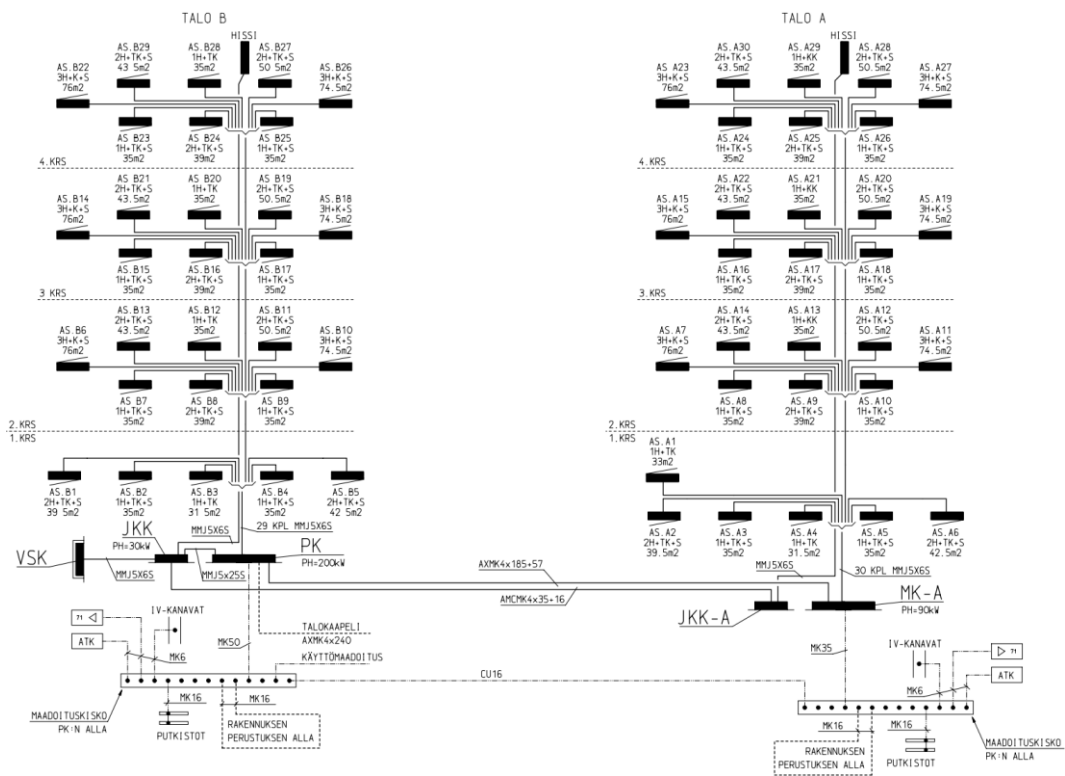 TALO B
TALO A
HISSI
AS.B29
2H+TK+S
43 5m2
AS.B28
1H+TK
35m2
AS.B27
2H+TK+S
50 5m2
AS.B22
3H+K+S
76m2
AS.B26
3H+K+S
74.5m2
AS B23
1H+TK+S
35m2
AS B24
2H+TK+S
39m2
AS B25
1H+TK+S
35m2
4.KRS
AS.B21
2H+TK+S
43.5m2
AS.B20
1H+TK
35m2
AS.B19
2H+TK+S
50.5m2
AS.B14
3H+K+S
76m2
AS.B18
3H+K+S
74.5m2
AS.B15
1H+TK+S
35m2
AS.B16
2H+TK+S
39m2
AS.B17
1H+TK+S
35m2
3 KRS
AS.B13
2H+TK+S
43.5m2
AS.B12
1H+TK
35m2
AS.B11
2H+TK+S
50.5m2
AS.B6
3H+K+S
76m2
AS.B10
3H+K+S
74.5m2
AS B7
1H+TK+S
35m2
AS B8
2H+TK+S
39m2
AS B9
1H+TK+S
35m2
2.KRS
1.KRS
AS.B1
2H+TK+S
39 5m2
AS.B2
1H+TK+S
35m2
AS.B3
1H+TK
31 5m2
AS.B4
1H+TK+S
35m2
AS.B5
2H+TK+S
42 5m2
HISSI
AS.A30
2H+TK+S
43.5m2
AS.A29
1H+KK
35m2
AS.A28
2H+TK+S
50.5m2
AS A23
3H+K+S
76m2
AS.A27
3H+K+S
74.5m2
AS A24
1H+TK+S
35m2
AS.A25
2H+TK+S
39m2
AS.A26
1H+TK+S
35m2
4.KRS
AS.A22
2H+TK+S
43.5m2
AS.A21
1H+KK
35m2
AS.A20
2H+TK+S
50.5m2
AS.A15
3H+K+S
76m2
AS.A19
3H+K+S
74.5m2
AS.A16
1H+TK+S
35m2
AS.A17
2H+TK+S
39m2
AS.A18
1H+TK+S
35m2
3.KRS
AS.A14
2H+TK+S
43.5m2
AS.A13
1H+KK
35m2
AS.A12
2H+TK+S
50.5m2
AS.A7
3H+K+S
76m2
AS.A11
3H+K+S
74.5m2
AS.A8
1H+TK+S
35m2
AS.A9
2H+TK+S
39m2
AS.A10
1H+TK+S
35m2
2.KRS
1.KRS
AS.A1
1H+TK
33m2
AS.A2
2H+TK+S
39.5m2
AS.A3
1H+TK+S
35m2
AS.A4
1H+TK
31.5m2
AS.A5
1H+TK+S
35m2
AS.A6
2H+TK+S
42.5m2
MMJ5X6S
29 KPL MMJ5X6S
JKK
PH=30kW
PK
PH=200kW
VSK
MMJ5X6S
MMJ5x25S
AXMK4x185+57
AMCMK4x35+16
MMJ5X6S
30 KPL MMJ5X6S
JKK-A
MK-A
PH=90kW
71
ATK
IV-KANAVAT
MK6
MK50
TALOKAAPELI
AXMK4x240
KÄYTTÖMAADOITUS
CU16
MAADOITUSKISKO
PK:N ALLA
MK16
PUTKISTOT
MK16
RAKENNUKSEN
PERUSTUKSEN ALLA
MK35
IV-KANAVAT
71
ATK
MK6
MK16
RAKENNUKSEN
PERUSTUKSEN ALLA
MK16
PUTKISTOT
MAADOITUSKISKO
PK:N ALLA